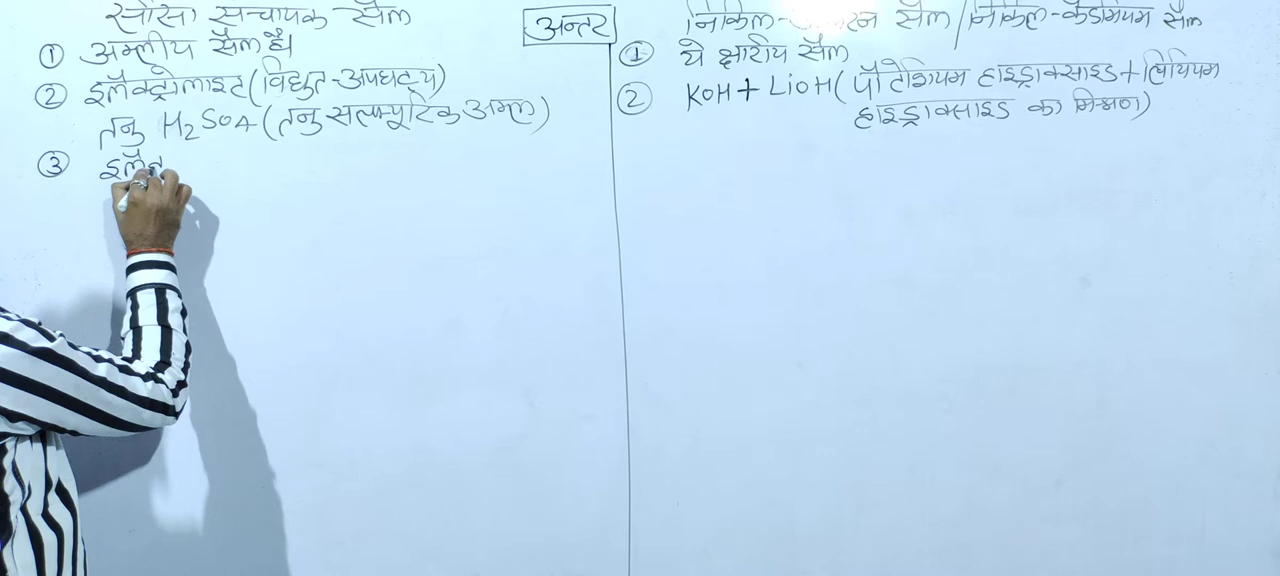 सीसा सन्चायक सैल
① अम्लीय सैल है।
② इलैक्ट्रोलाइट (विद्युत-अपघट्य)
तनु H₂SO₄ (तनु सल्फ्यूरिक अम्ल)
③
अन्तर
निकिल- सैल/निकिल-कैडमियम सैल
① ये क्षारीय सैल
② KOH + LiOH (पौटेशियम हाइड्राक्साइड + लिथियम
हाइड्राक्साइड का मिश्रण)